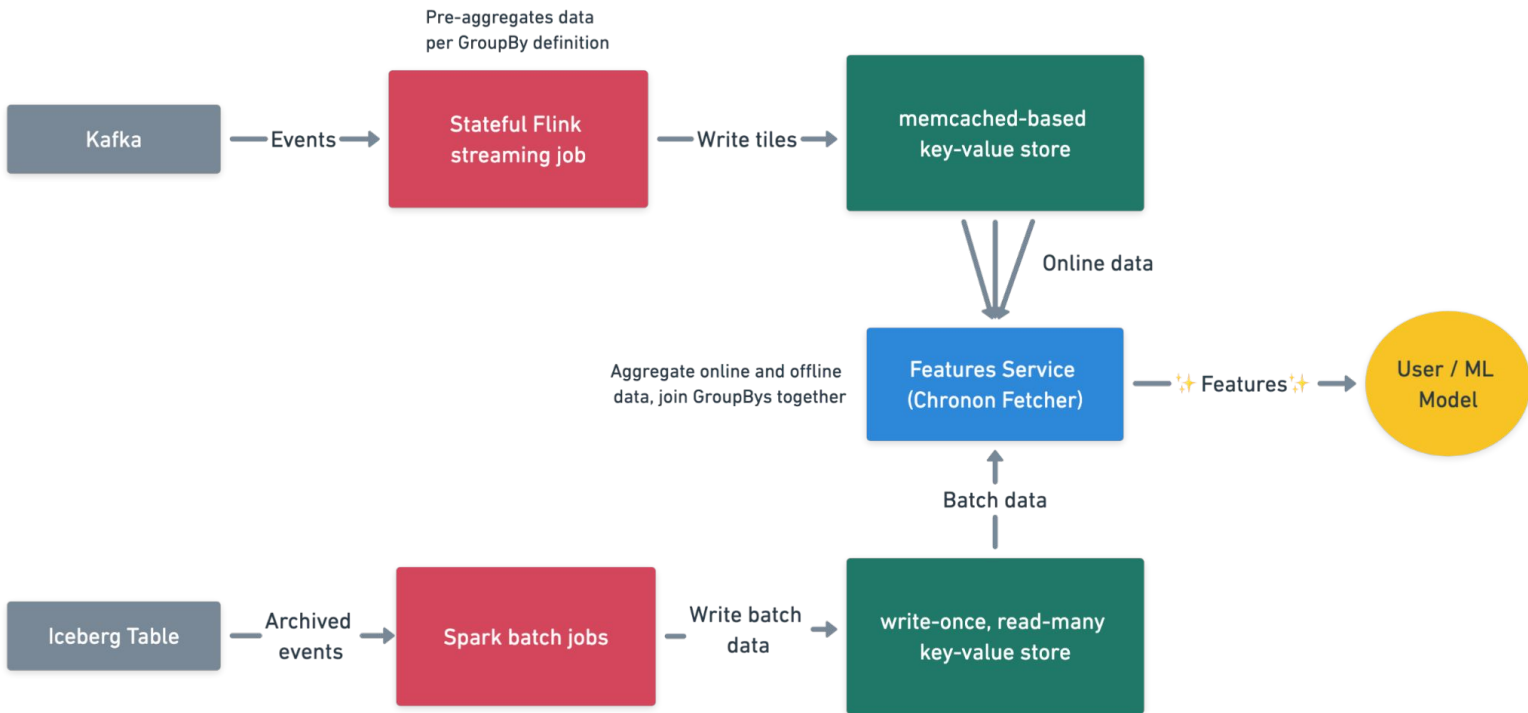 Pre-aggregates data
per GroupBy definition
Kafka
Events
Stateful Flink
streaming job
Write tiles
memcached-based
key-value store
Online data
Aggregate online and offline
data, join GroupBys together
Features Service
(Chronon Fetcher)
✨ Features✨
User / ML
Model
Batch data
Iceberg Table
Archived
events
Spark batch jobs
Write batch
data
write-once, read-many
key-value store